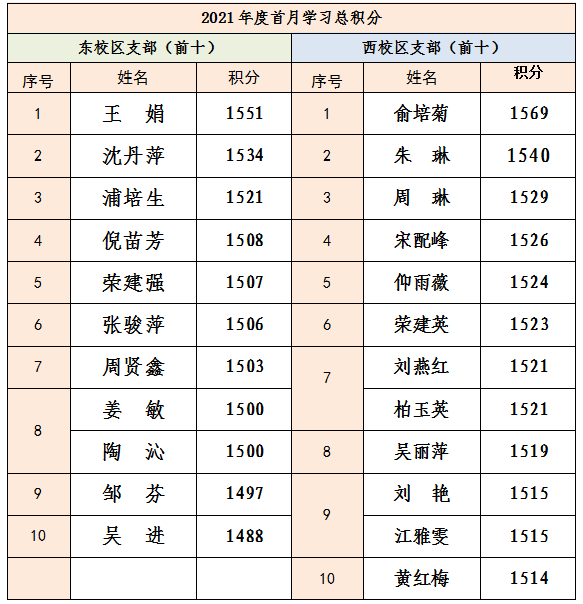 2021 年度首月学习总积分
东校区支部（前十） 西校区支部（前十）
序号 姓名 积分 序号 姓名 积分
1 王 娟 1551 1 俞培菊 1569
2 沈丹萍 1534 2 朱 琳 1540
3 浦培生 1521 3 周 琳 1529
4 倪苗芳 1508 4 宋配峰 1526
5 荣建强 1507 5 仰雨薇 1524
6 张骏萍 1506 6 荣建英 1523
7 周贤鑫 1503 7 刘燕红 1521
8 姜 敏 1500 柏玉英 1521
陶 沁 1500 8 吴丽萍 1519
9 邹 芬 1497 9 刘 艳 1515
10 吴 进 1488 江雅雯 1515
10 黄红梅 1514